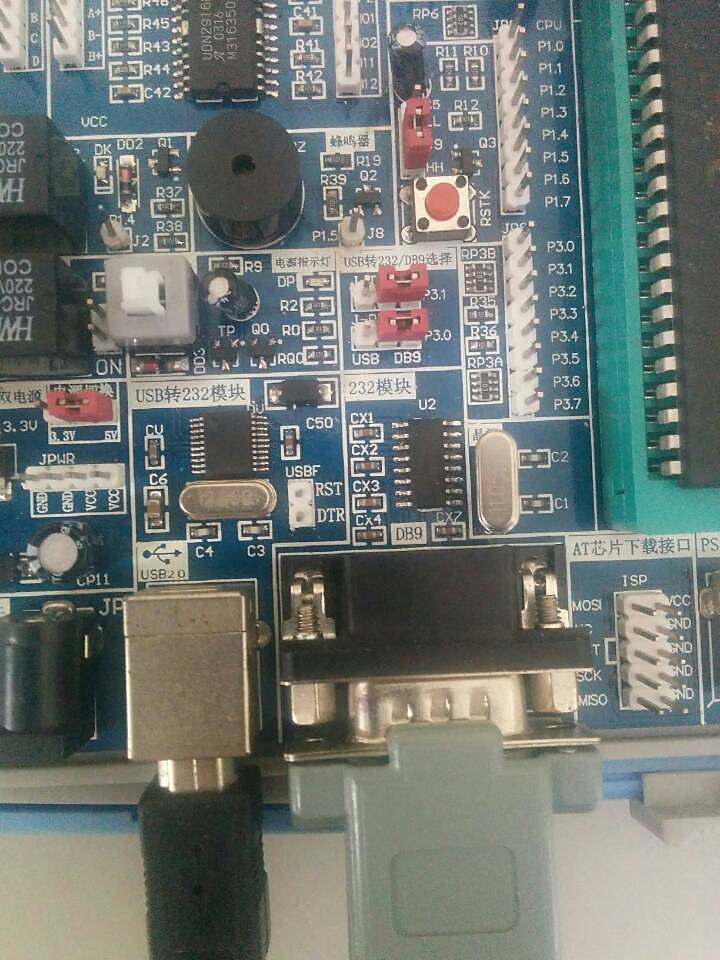 R45
R43
R44
C42
A+
B
B-
C
B+
D
UDN2916
0316
C41
R41
R42
IO2
I12
RP6
R11
R10
R12
CPU
P1.0
P1.1
P1.2
P1.3
P1.4
P1.5
P1.6
P1.7
VCC
DK
DD2
Q1
R37
R38
J2
蜂鸣器
R19
R39
Q2
P1.5
J8
Q3
RSTK
HH
R9
电源指示灯
DP
R2
RD
RQ0
TP
Q0
DD3
ON
USB转232/DB9选择
P3.1
P3.0
USB
DB9
RP3B
R35
R36
RP3A
P3.0
P3.1
P3.2
P3.3
P3.4
P3.5
P3.6
P3.7
双电源
3.3V
3.3V
5V
JPWR
GND
GND
VCC
VCC
CP11
USB转232模块
CU
C6
C50
USBF
RST
DTR
C4
C3
USB2.0
232模块
CX1
CX2
CX3
CX4
U2
CX7
DB9
C2
C1
AT芯片下载接口
PS
ISP
MOSI
SCK
MISO
VCC
GND
GND
GND
JP